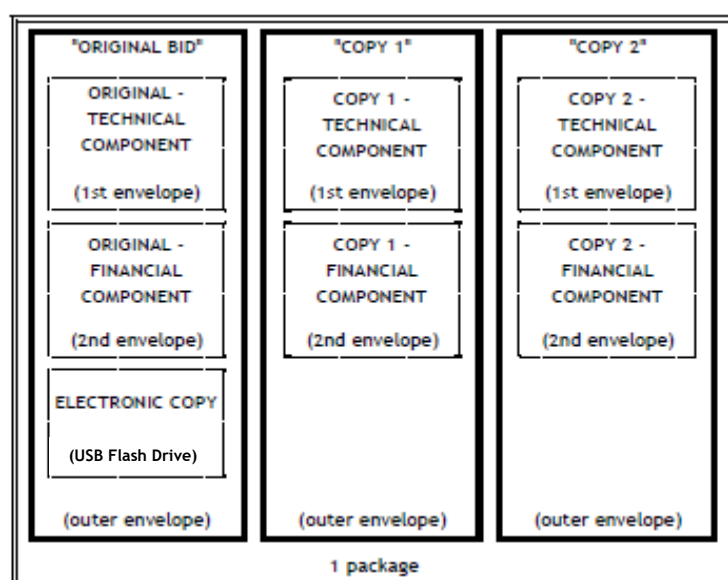 "ORIGINAL BID"
ORIGINAL -
TECHNICAL
COMPONENT
(1st envelope)
ORIGINAL -
FINANCIAL
COMPONENT
(2nd envelope)
ELECTRONIC COPY
(USB Flash Drive)
(outer envelope)
"COPY 1"
COPY 1 -
TECHNICAL
COMPONENT
(1st envelope)
COPY 1 -
FINANCIAL
COMPONENT
(2nd envelope)
(outer envelope)
"COPY 2"
COPY 2 -
TECHNICAL
COMPONENT
(1st envelope)
COPY 2 -
FINANCIAL
COMPONENT
(2nd envelope)
(outer envelope)
1 package